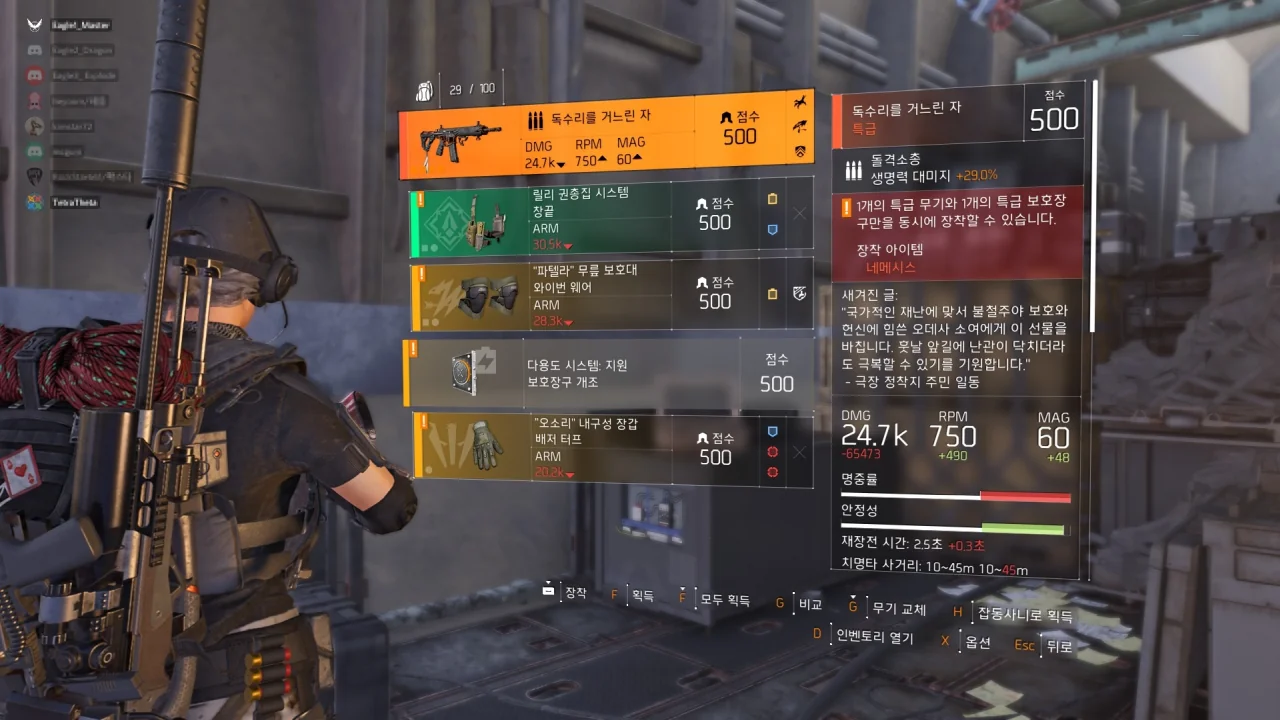 29 / 100
독수리를 거느린 자
DMG RPM MAG
24.7k 750 60
점수
500
릴리 권총집 시스템
창끝
ARM
30.5k
점수
500
"파텔라" 무릎 보호대
와이번 웨어
ARM
28.3k
점수
500
다용도 시스템: 지원
보호장구 개조
점수
500
"오소리" 내구성 장갑
배저 터프
ARM
20.2k
점수
500
독수리를 거느린 자
특급
점수
500
돌격소총
생명력 대미지 +29.0%
1개의 특급 무기와 1개의 특급 보호장
구만을 동시에 장착할 수 있습니다.
장착 아이템
네메시스
새겨진 글:
"국가적인 재난에 맞서 불철주야 보호와
헌신에 힘쓴 오데사 소여에게 이 선물을
바칩니다. 훗날 앞길에 난관이 닥치더라
도 극복할 수 있기를 기원합니다."
- 극장 정착지 주민 일동
DMG RPM MAG
24.7k 750 60
-65473 +490 +48
명중률
안정성
재장전 시간: 2.5초 +0.3초
치명타 사거리: 10~45m 10~45m
장착 F 획득 F 모두 획득 G 비교 G 무기 교체 H 잡동사니로 획득
D 인벤토리 열기 X 옵션 Esc 뒤로
TetraTheta